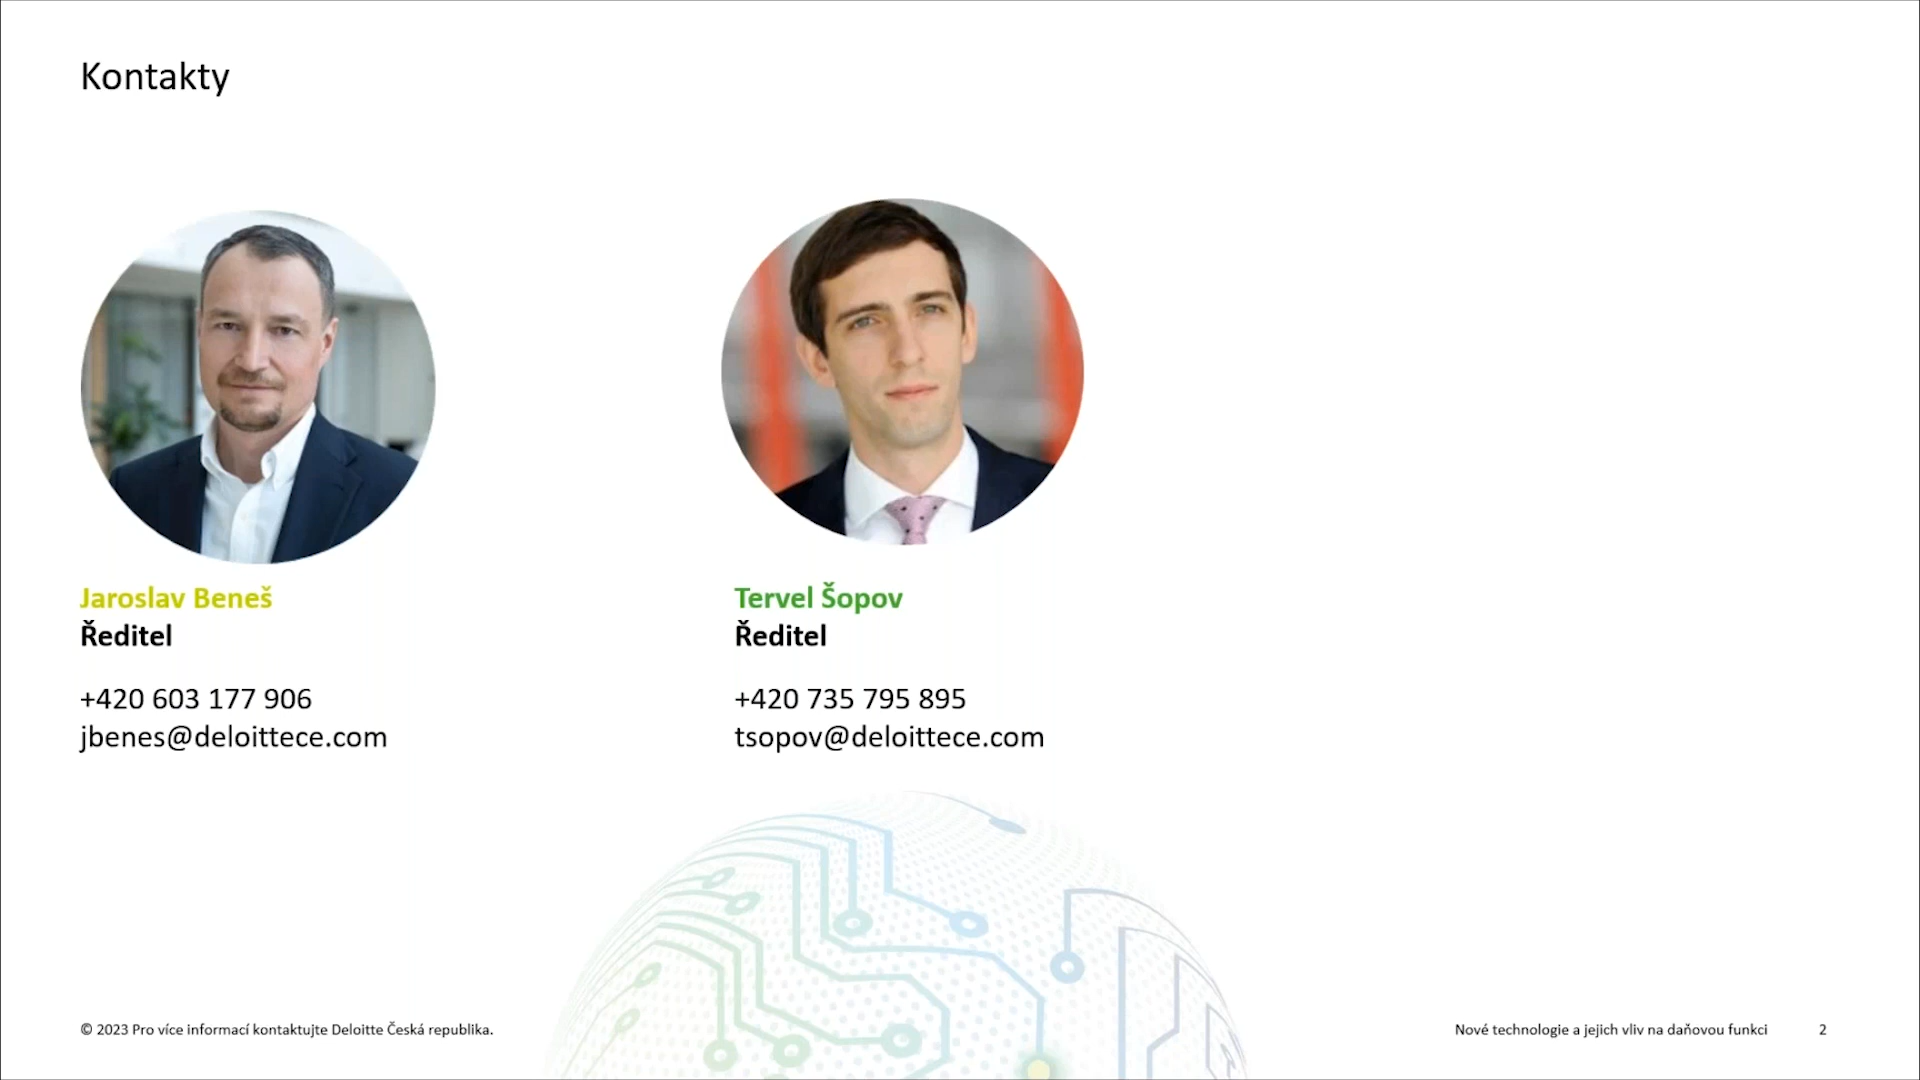 Kontakty
Jaroslav Beneš
Ředitel
+420 603 177 906
jbenes@deloittece.com
Tervel Šopov
Ředitel
+420 735 795 895
tsopov@deloittece.com
© 2023 Pro více informací kontaktujte Deloitte Česká republika.
Nové technologie a jejich vliv na daňovou funkci
2